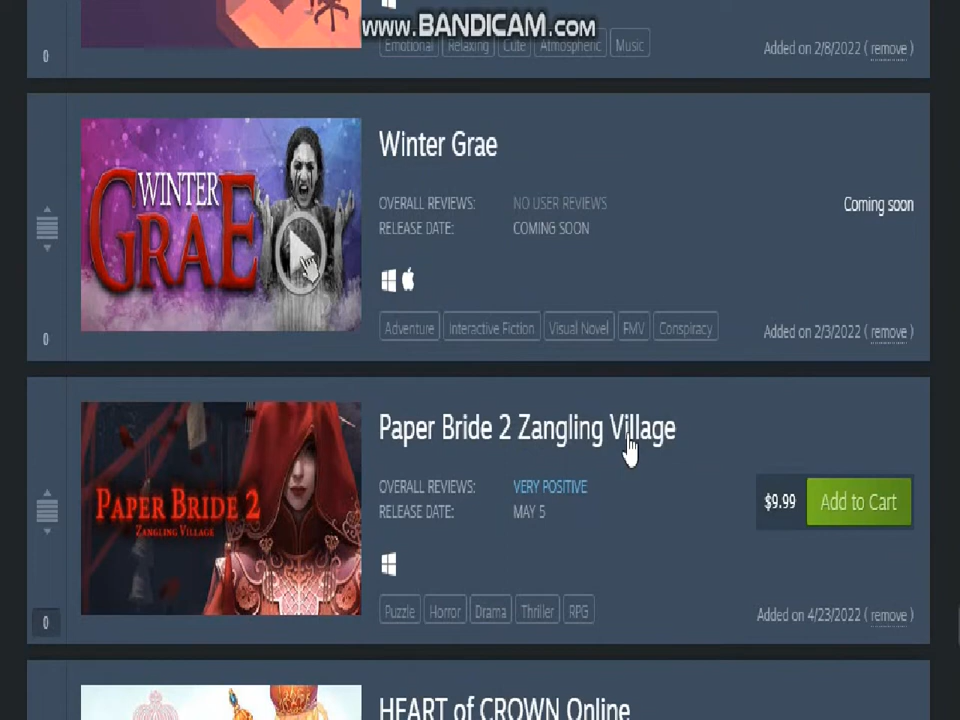 www.BANDICAM.com
Emotional Relaxing Cute Atmospheric Music
0
Added on 2/8/2022 ( remove )
WINTER
GRAE
Winter Grae
OVERALL REVIEWS: NO USER REVIEWS
Coming soon
RELEASE DATE: COMING SOON
Adventure Interactive Fiction Visual Novel FMV Conspiracy
0
Added on 2/3/2022 ( remove )
Paper Bride 2 Zangling Village
PAPER BRIDE 2
ZANGLING VILLAGE
OVERALL REVIEWS: VERY POSITIVE
$9.99 Add to Cart
RELEASE DATE: MAY 5
Puzzle Horror Drama Thriller RPG
0
Added on 4/23/2022 ( remove )
HEART of CROWN Online